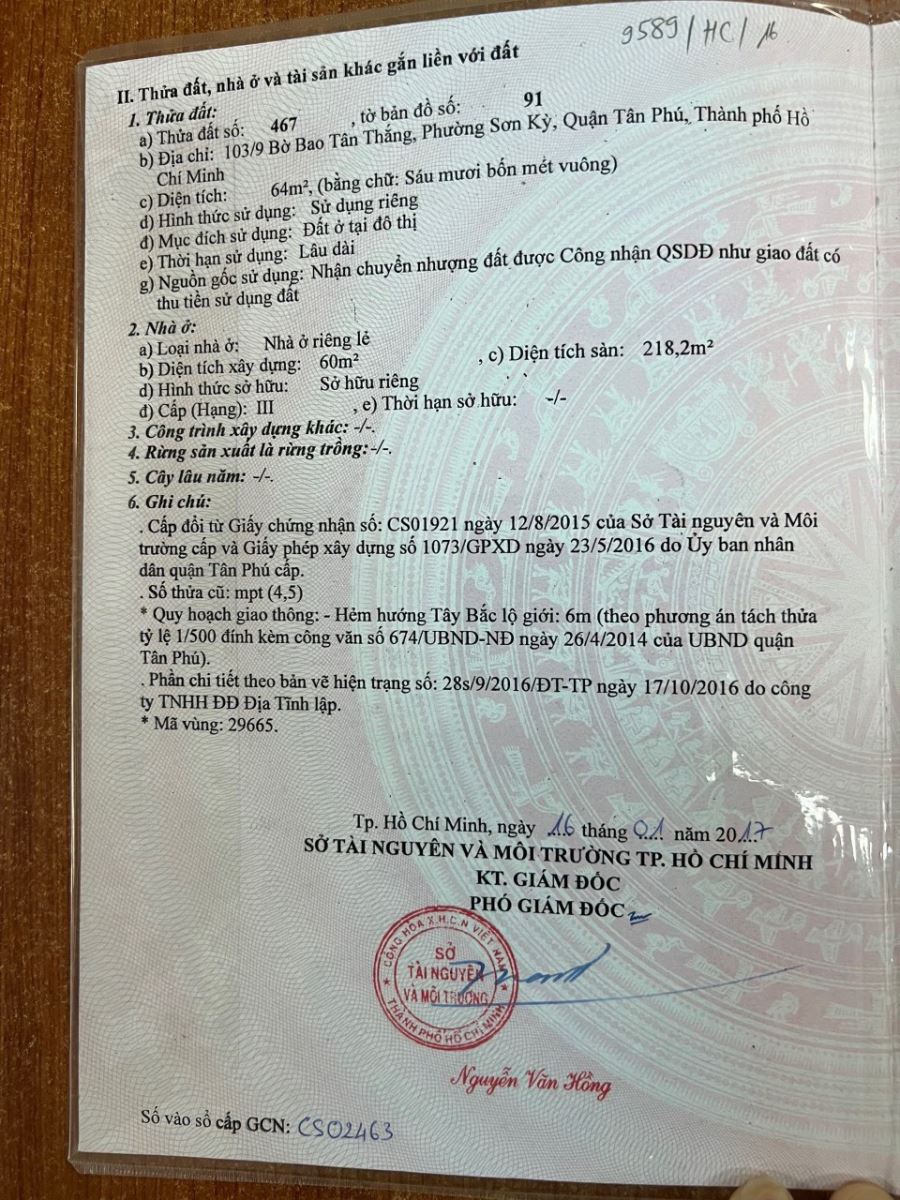 9589/HC/16
II. Thửa đất, nhà ở và tài sản khác gắn liền với đất
1. Thửa đất:
a) Thửa đất số: 467 , tờ bản đồ số: 91
b) Địa chỉ: 103/9 Bờ Bao Tân Thắng, Phường Sơn Kỳ, Quận Tân Phú, Thành phố Hồ
Chí Minh
c) Diện tích: 64m², (bằng chữ: Sáu mươi bốn mét vuông)
d) Hình thức sử dụng: Sử dụng riêng
đ) Mục đích sử dụng: Đất ở tại đô thị
e) Thời hạn sử dụng: Lâu dài
g) Nguồn gốc sử dụng: Nhận chuyển nhượng đất được Công nhận QSDĐ như giao đất có
thu tiền sử dụng đất
2. Nhà ở:
a) Loại nhà ở: Nhà ở riêng lẻ
b) Diện tích xây dựng: 60m² , c) Diện tích sàn: 218,2m²
d) Hình thức sở hữu: Sở hữu riêng
đ) Cấp (Hạng): III , e) Thời hạn sở hữu: -/-
3. Công trình xây dựng khác: -/-.
4. Rừng sản xuất là rừng trồng: -/-.
5. Cây lâu năm: -/-.
6. Ghi chú:
. Cấp đổi từ Giấy chứng nhận số: CS01921 ngày 12/8/2015 của Sở Tài nguyên và Môi
trường cấp và Giấy phép xây dựng số 1073/GPXD ngày 23/5/2016 do Ủy ban nhân
dân quận Tân Phú cấp.
. Số thửa cũ: mpt (4,5)
* Quy hoạch giao thông: - Hẻm hướng Tây Bắc lộ giới: 6m (theo phương án tách thửa
tỷ lệ 1/500 đính kèm công văn số 674/UBND-NĐ ngày 26/4/2014 của UBND quận
Tân Phú).
. Phần chi tiết theo bản vẽ hiện trạng số: 28s/9/2016/ĐT-TP ngày 17/10/2016 do công
ty TNHH ĐĐ Địa Tĩnh lập.
* Mã vùng: 29665.
Tp. Hồ Chí Minh, ngày 16 tháng 01 năm 2017
SỞ TÀI NGUYÊN VÀ MÔI TRƯỜNG TP. HỒ CHÍ MINH
KT. GIÁM ĐỐC
PHÓ GIÁM ĐỐC
CỘNG HÒA X.H.C.N VIỆT NAM
SỞ
TÀI NGUYÊN
VÀ MÔI TRƯỜNG
THÀNH PHỐ HỒ CHÍ MINH
Nguyễn Văn Hồng
Số vào sổ cấp GCN: CS02463